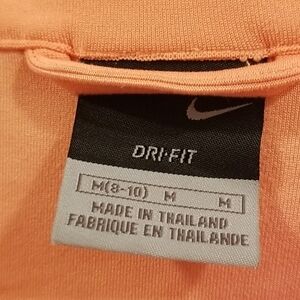 DRI-FIT
M(8-10) M M
MADE IN THAILAND
FABRIQUE EN THAILANDE